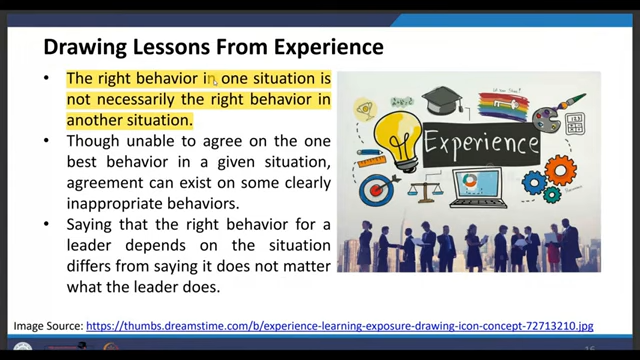 Drawing Lessons From Experience
• The right behavior in one situation is
not necessarily the right behavior in
another situation.
• Though unable to agree on the one
best behavior in a given situation,
agreement can exist on some clearly
inappropriate behaviors.
• Saying that the right behavior for a
leader depends on the situation
differs from saying it does not matter
what the leader does.
Experience
Image Source: https://thumbs.dreamstime.com/b/experience-learning-exposure-drawing-icon-concept-72713210.jpg
16